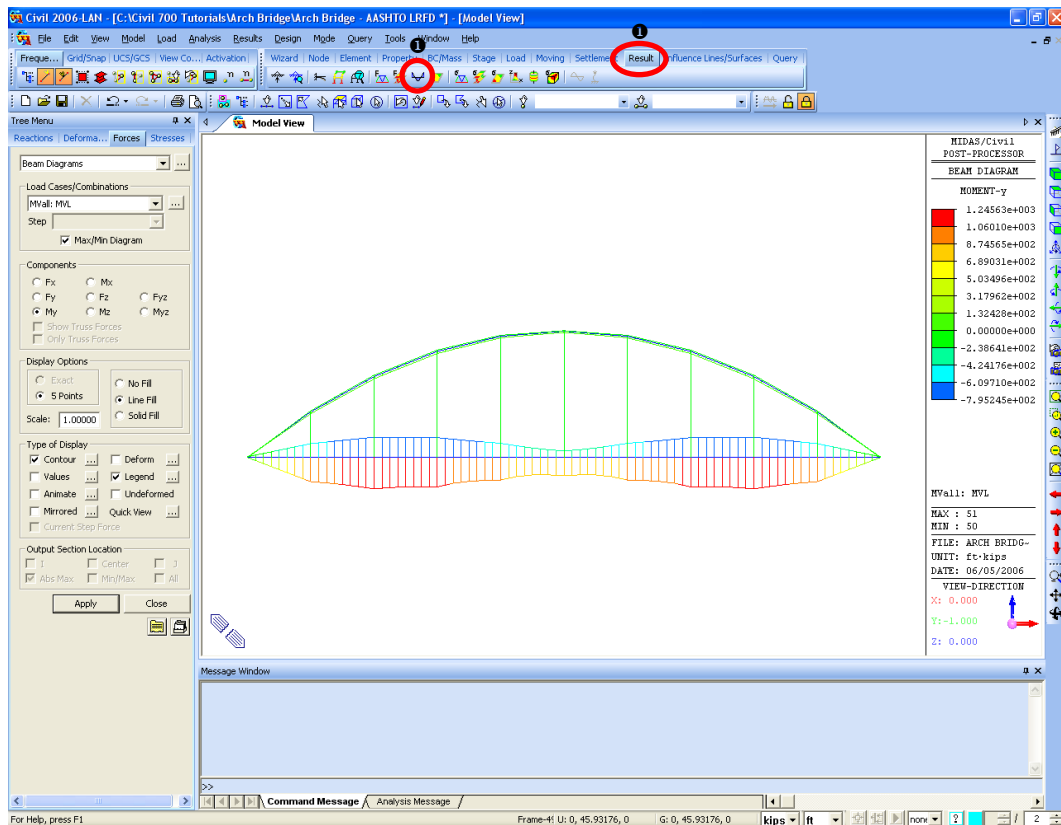 Civil 2006-LAN - [C:\Civil 700 Tutorials\Arch Bridge\Arch Bridge - AASHTO LRFD *] - [Model View]
File Edit View Model Load Analysis Results Design Mode Query Tools Window Help
❶ ❶
Freque... Grid/Snap UCS/GCS View Co... Activation Wizard Node Element Property BC/Mass Stage Load Moving Settlement Result Influence Lines/Surfaces Query
Tree Menu
Model View
Reactions Deforma... Forces Stresses
Beam Diagrams ...
Load Cases/Combinations
MVall: MVL ...
Step
Max/Min Diagram
Components
Fx Mx
Fy Fz Fyz
My Mz Myz
Show Truss Forces
Only Truss Forces
Display Options
Exact
5 Points
No Fill
Line Fill
Solid Fill
Scale: 1.00000
Type of Display
Contour ... Deform ...
Values ... Legend ...
Animate ... Undeformed
Mirrored ... Quick View ...
Current Step Force
Output Section Location
I Center J
Abs Max Min/Max All
Apply Close
MIDAS/Civil
POST-PROCESSOR
BEAM DIAGRAM
MOMENT-y
1.24563e+003
1.06010e+003
8.74565e+002
6.89031e+002
5.03496e+002
3.17962e+002
1.32428e+002
0.00000e+000
-2.38641e+002
-4.24176e+002
-6.09710e+002
-7.95245e+002
MVall: MVL
MAX : 51
MIN : 50
FILE: ARCH BRIDG~
UNIT: ft·kips
DATE: 06/05/2006
VIEW-DIRECTION
X: 0.000
Y:-1.000
Z: 0.000
Message Window
>>
Command Message Analysis Message
For Help, press F1
U: 0, 45.93176, 0 G: 0, 45.93176, 0 kips ft 2